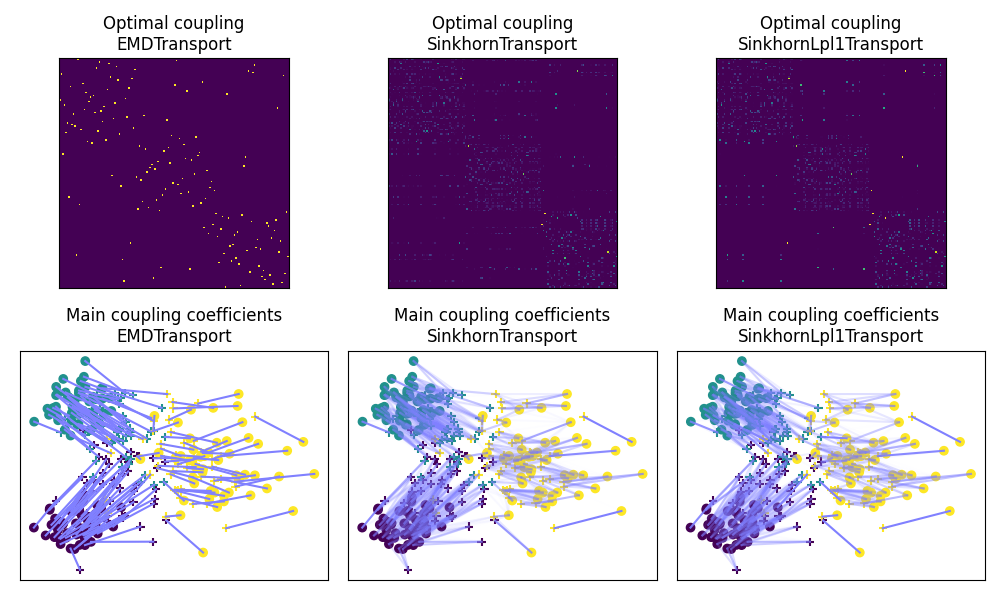 Optimal coupling
EMDTransport
Optimal coupling
SinkhornTransport
Optimal coupling
SinkhornLpl1Transport
Main coupling coefficients
EMDTransport
Main coupling coefficients
SinkhornTransport
Main coupling coefficients
SinkhornLpl1Transport